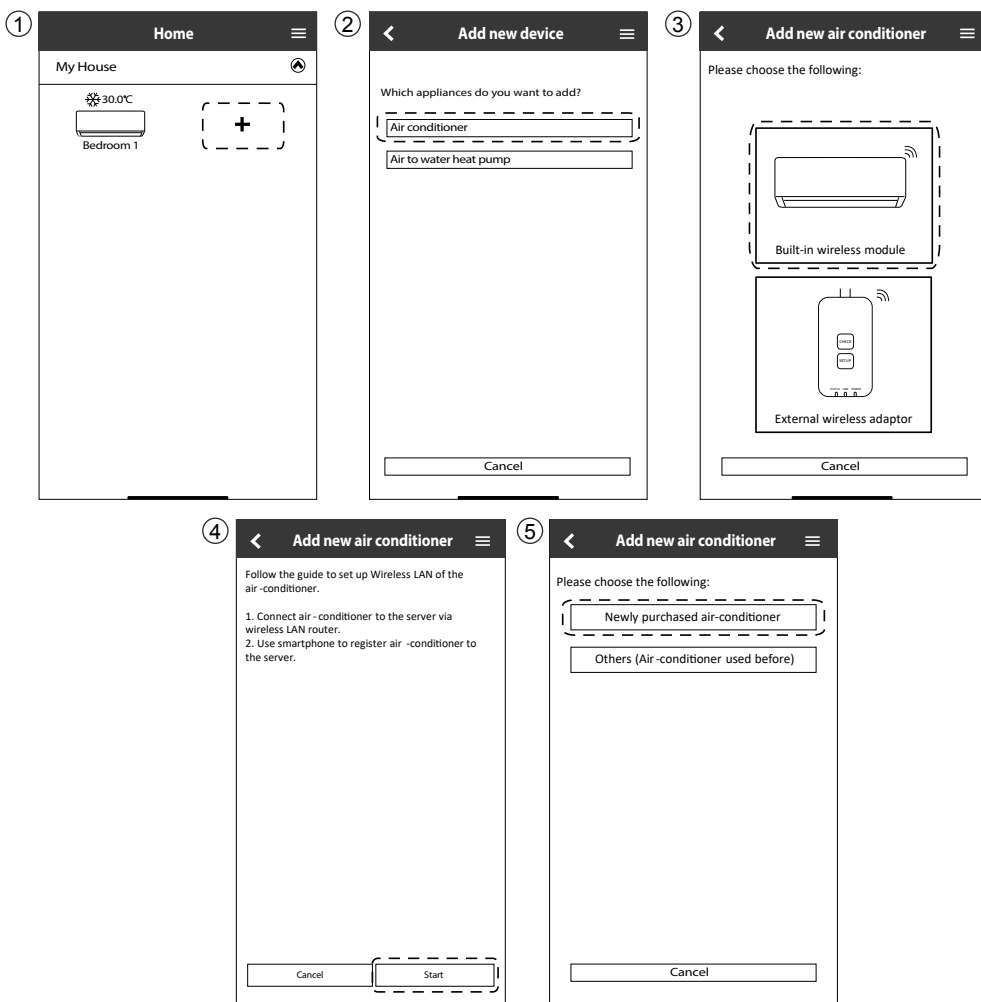 ①
Home
My House
30.0℃
Bedroom 1
+
②
Add new device
Which appliances do you want to add?
Air conditioner
Air to water heat pump
Cancel
③
Add new air conditioner
Please choose the following:
Built-in wireless module
CHECK
SETUP
External wireless adaptor
Cancel
④
Add new air conditioner
Follow the guide to set up Wireless LAN of the
air -conditioner.
1. Connect air - conditioner to the server via
wireless LAN router.
2. Use smartphone to register air -conditioner to
the server.
Cancel
Start
⑤
Add new air conditioner
Please choose the following:
Newly purchased air-conditioner
Others (Air -conditioner used before)
Cancel